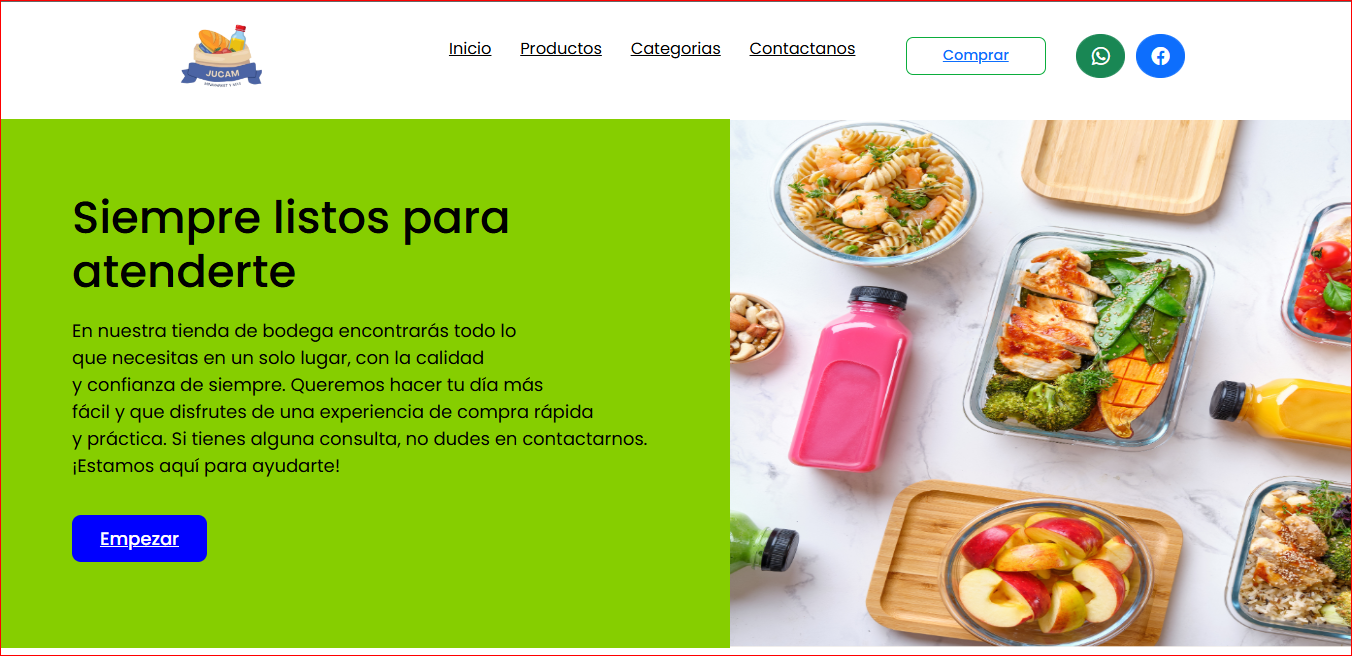 JUCAM
Inicio Productos Categorias Contactanos Comprar
Siempre listos para
atenderte
En nuestra tienda de bodega encontrarás todo lo
que necesitas en un solo lugar, con la calidad
y confianza de siempre. Queremos hacer tu día más
fácil y que disfrutes de una experiencia de compra rápida
y práctica. Si tienes alguna consulta, no dudes en contactarnos.
¡Estamos aquí para ayudarte!
Empezar